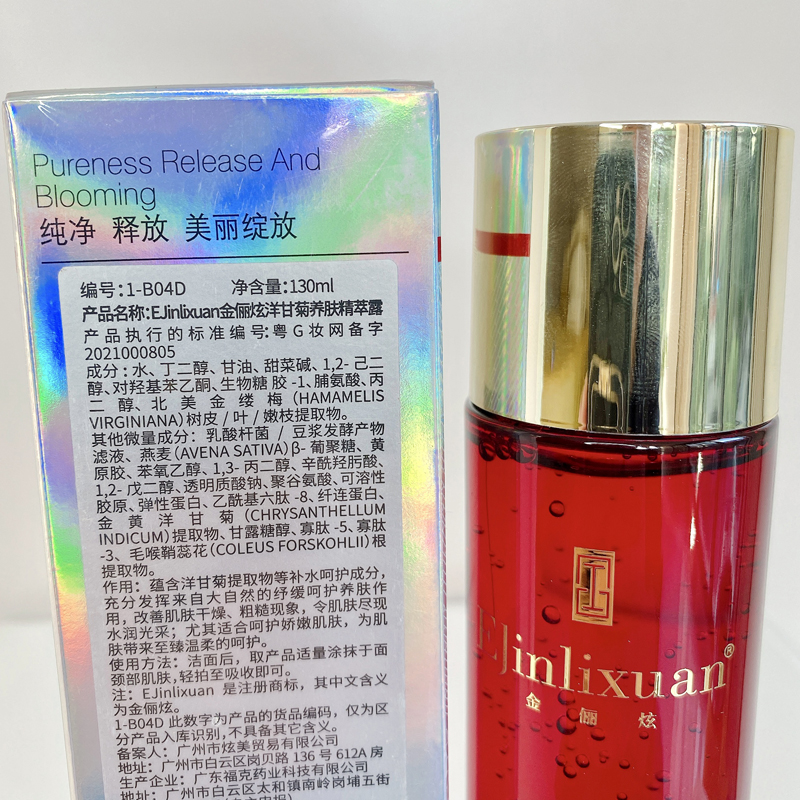 Pureness Release And
Blooming
纯净 释放 美丽绽放
编号:1-B04D 净含量:130ml
产品名称:EJinlixuan金俪炫洋甘菊养肤精萃露
产品执行的标准编号:粤G妆网备字
2021000805
成分:水、丁二醇、甘油、甜菜碱、1,2-己二
醇、对羟基苯乙酮、生物糖胶-1、脯氨酸、丙
二醇、北美金缕梅(HAMAMELIS
VIRGINIANA)树皮/叶/嫩枝提取物。
其他微量成分:乳酸杆菌/豆浆发酵产物
滤液、燕麦(AVENA SATIVA)β-葡聚糖、黄
原胶、苯氧乙醇、1,3-丙二醇、辛酰羟肟酸、
1,2-戊二醇、透明质酸钠、聚谷氨酸、可溶性
胶原、弹性蛋白、乙酰基六肽-8、纤连蛋白、
金黄洋甘菊(CHRYSANTHELLUM
INDICUM)提取物、甘露糖醇、寡肽-5、寡肽
-3、毛喉鞘蕊花(COLEUS FORSKOHLII)根
提取物。
作用:蕴含洋甘菊提取物等补水呵护成分,
充分发挥来自大自然的纾缓呵护养肤作
用,改善肌肤干燥、粗糙现象,令肌肤尽现
水润光采;尤其适合呵护娇嫩肌肤,为肌
肤带来至臻温柔的呵护。
使用方法:洁面后,取产品适量涂抹于面
颈部肌肤,轻拍至吸收即可。
注:EJinlixuan 是注册商标,其中文含义
为金俪炫。
1-B04D 此数字为产品的货品编码,仅为区
分产品入库识别,不具备其它含义。
备案人:广州市炫美贸易有限公司
地址:广州市白云区岗贝路136号612A房
生产企业:广东福克药业科技有限公司
地址:广州市白云区太和镇南岭岗埔五街
EJinlixuan®
金俪炫